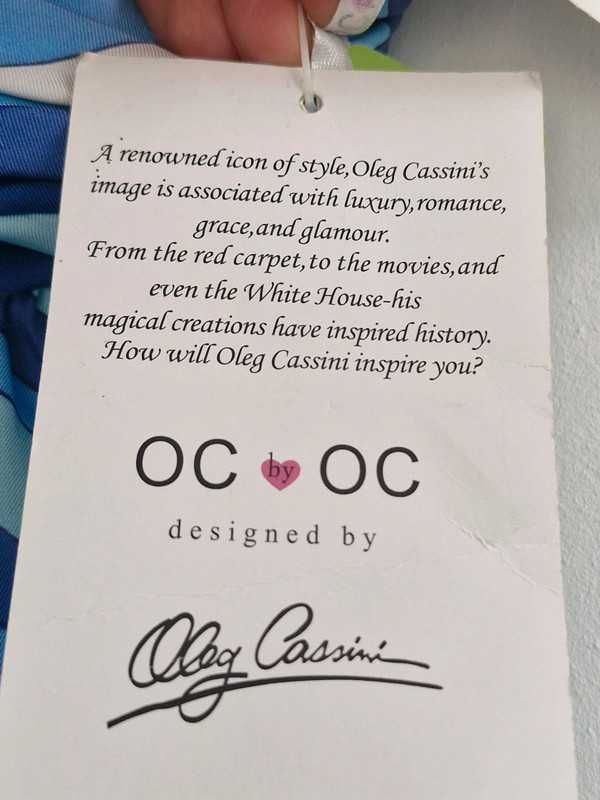 A renowned icon of style,Oleg Cassini's
image is associated with luxury,romance,
grace,and glamour.
From the red carpet,to the movies,and
even the White House-his
magical creations have inspired history.
How will Oleg Cassini inspire you?
OC by OC
designed by
Oleg Cassini